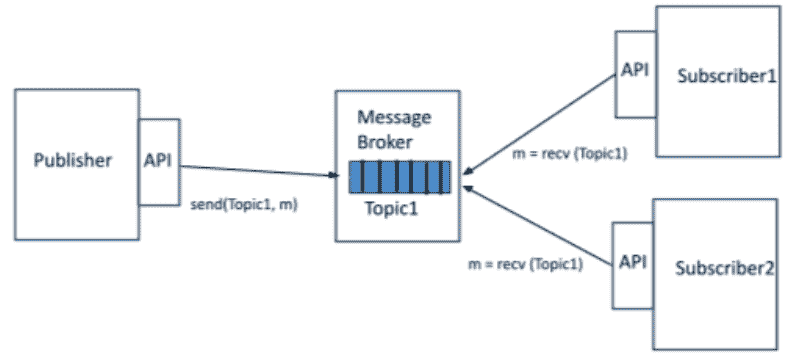 Publisher
API
send(Topic1, m)
Message
Broker
Topic1
API
Subscriber1
m = recv (Topic1)
API
Subscriber2
m = recv (Topic1)